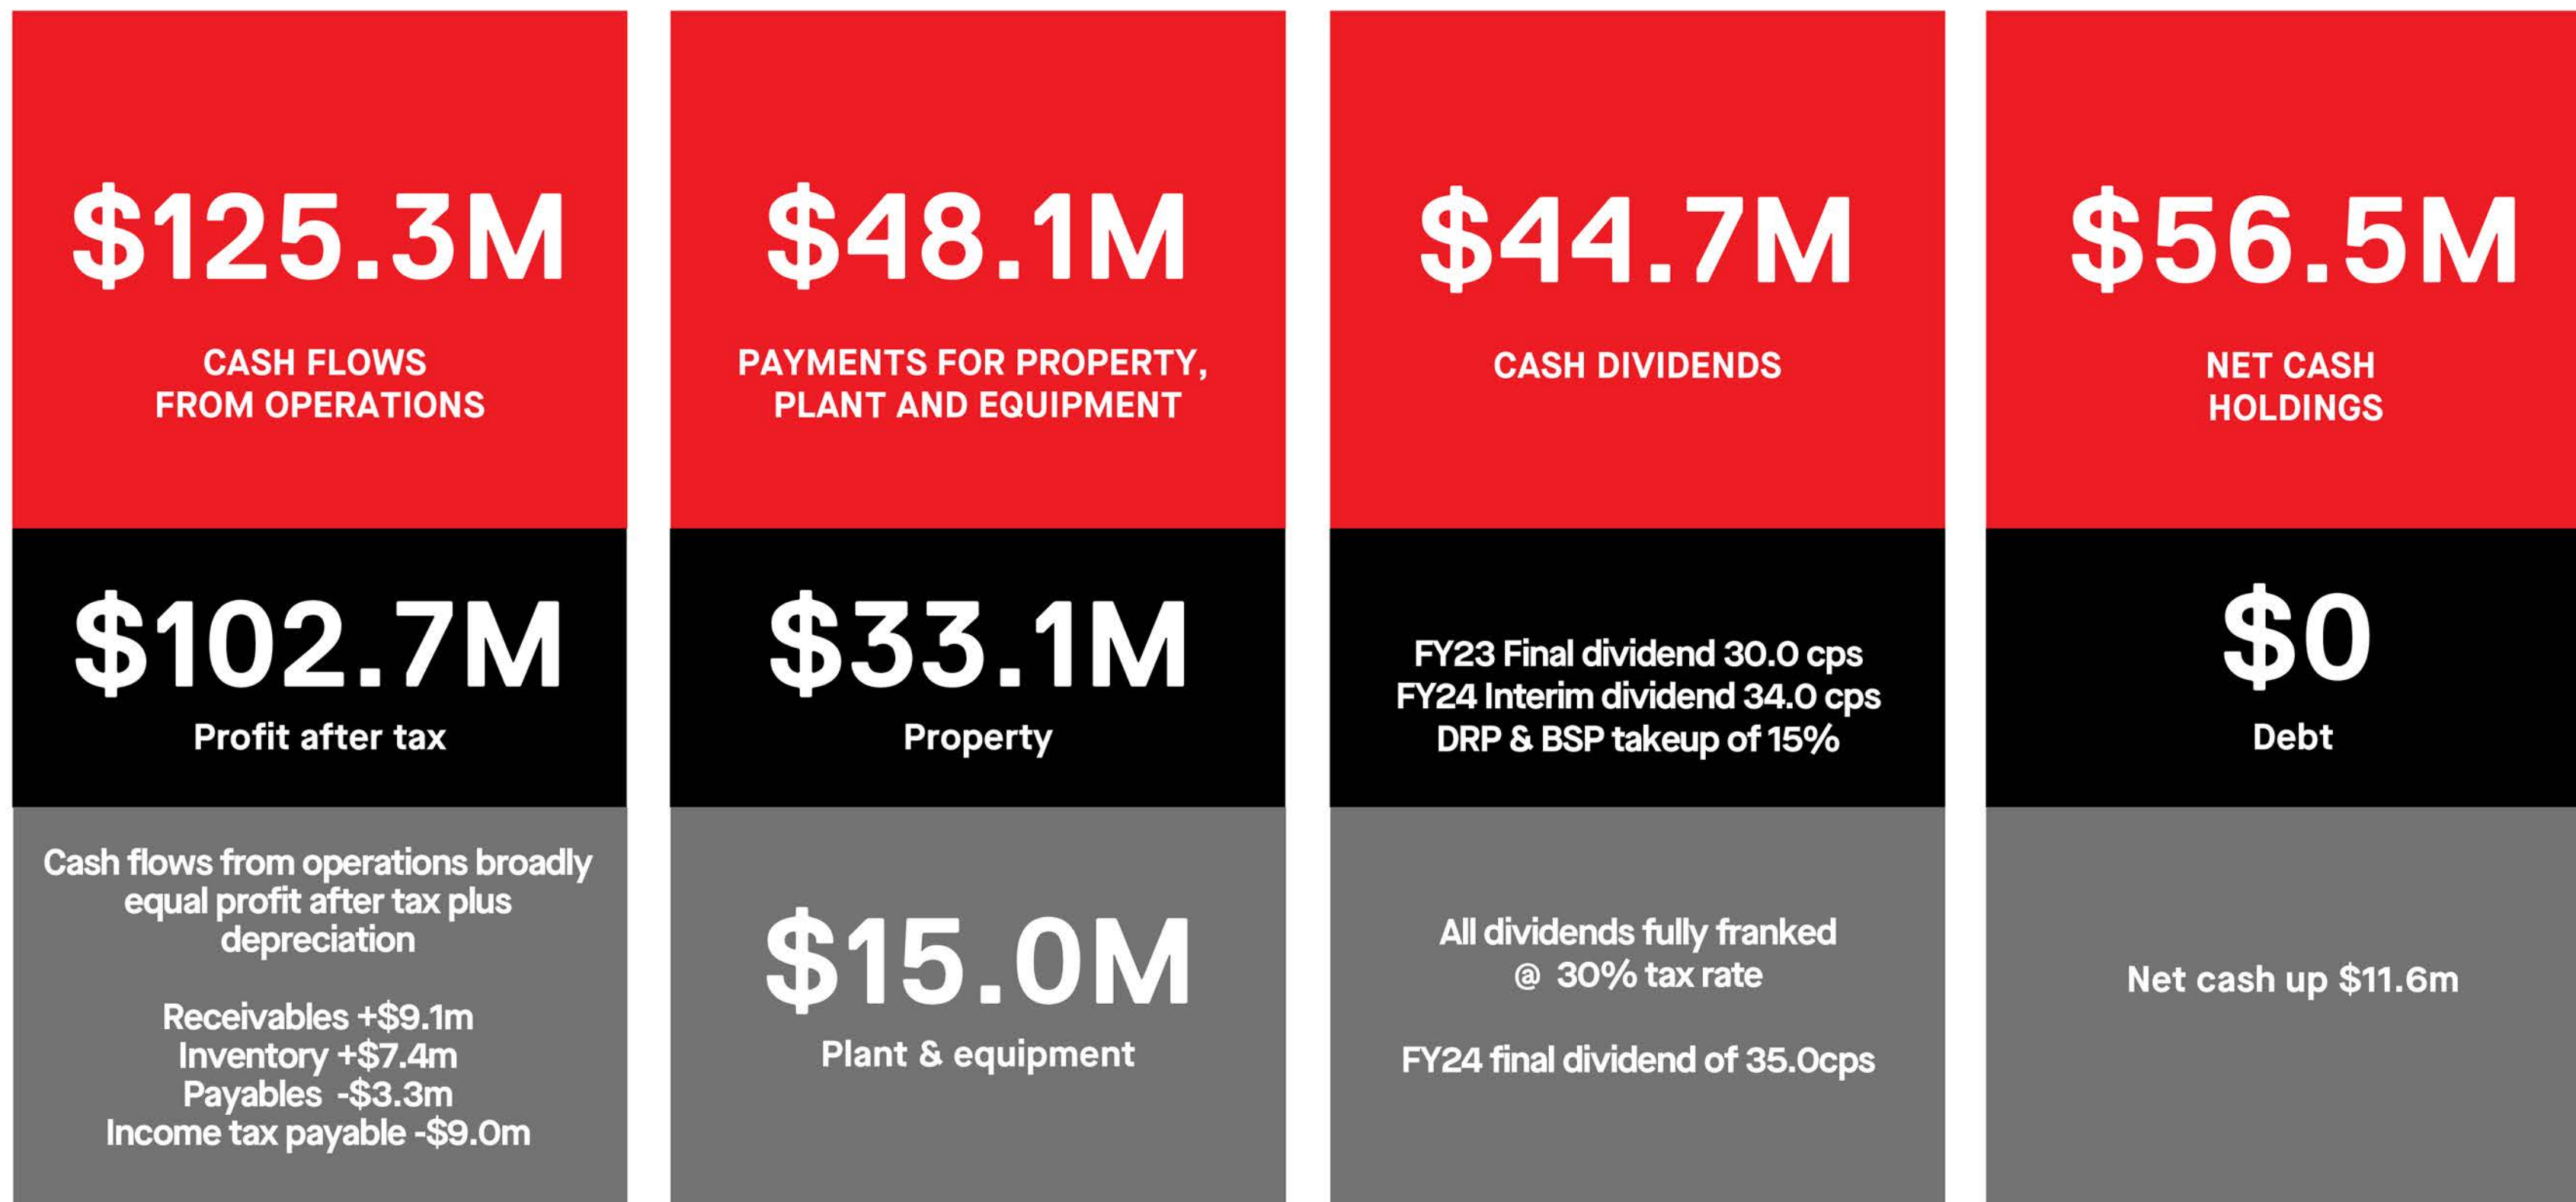 $125.3M
CASH FLOWS
FROM OPERATIONS
$102.7M
Profit after tax
Cash flows from operations broadly
equal profit after tax plus
depreciation
Receivables +$9.1m
Inventory +$7.4m
Payables -$3.3m
Income tax payable -$9.0m
$48.1M
PAYMENTS FOR PROPERTY,
PLANT AND EQUIPMENT
$33.1M
Property
$15.0M
Plant & equipment
$44.7M
CASH DIVIDENDS
FY23 Final dividend 30.0 cps
FY24 Interim dividend 34.0 cps
DRP & BSP takeup of 15%
All dividends fully franked
@ 30% tax rate
FY24 final dividend of 35.0cps
$56.5M
NET CASH
HOLDINGS
$0
Debt
Net cash up $11.6m